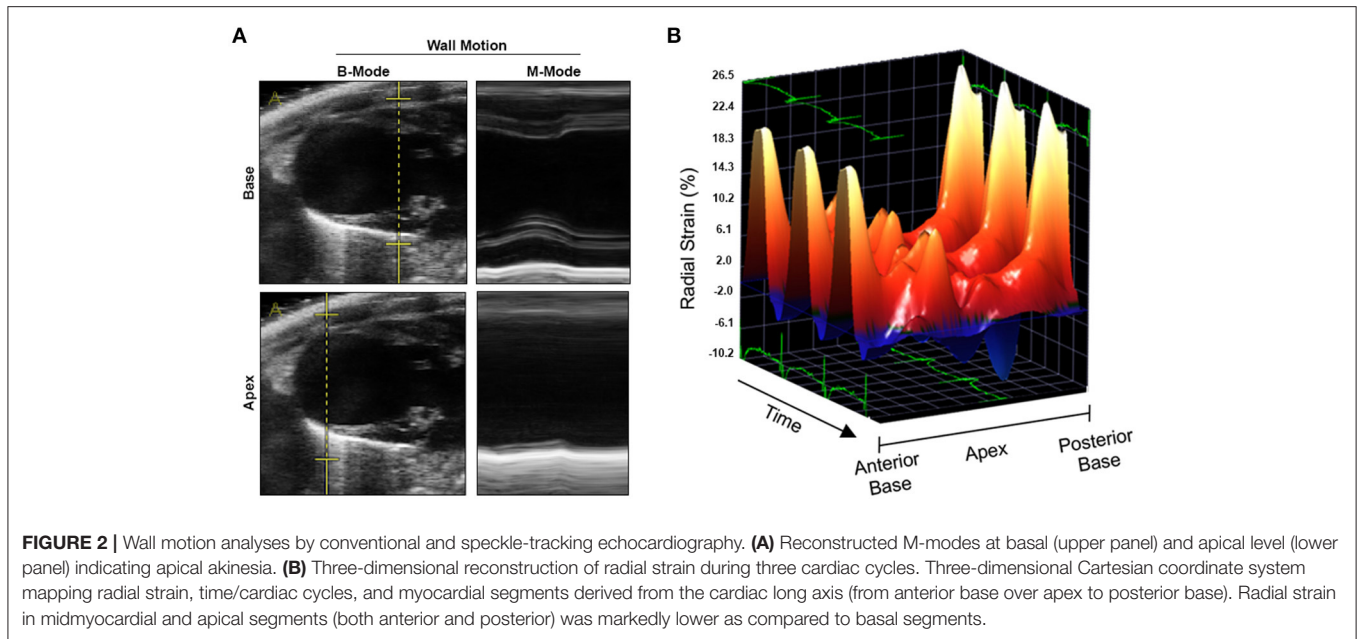 A
Wall Motion
B-Mode
M-Mode
Base
Apex
A
A
B
26.5
22.4
18.3
14.3
10.2
6.1
2.0
-2.0
-6.1
-10.2
Radial Strain (%)
Time
Anterior
Base
Apex
Posterior
Base
FIGURE 2 | Wall motion analyses by conventional and speckle-tracking echocardiography. (A) Reconstructed M-modes at basal (upper panel) and apical level (lower
panel) indicating apical akinesia. (B) Three-dimensional reconstruction of radial strain during three cardiac cycles. Three-dimensional Cartesian coordinate system
mapping radial strain, time/cardiac cycles, and myocardial segments derived from the cardiac long axis (from anterior base over apex to posterior base). Radial strain
in midmyocardial and apical segments (both anterior and posterior) was markedly lower as compared to basal segments.